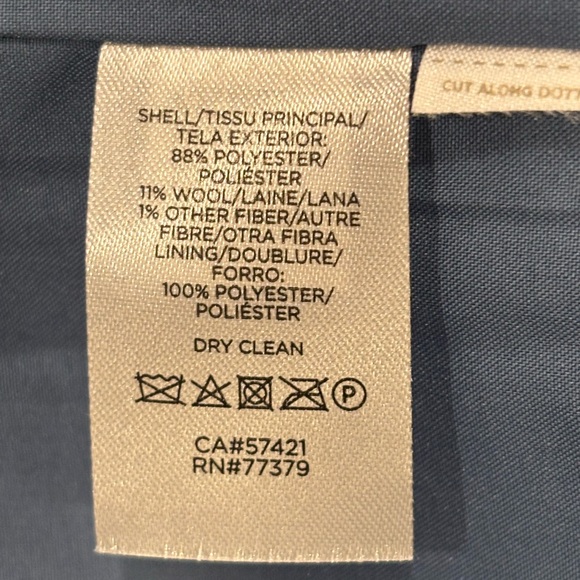 SHELL/TISSU PRINCIPAL/
TELA EXTERIOR:
88% POLYESTER/
POLIÉSTER
11% WOOL/LAINE/LANA
1% OTHER FIBER/AUTRE
FIBRE/OTRA FIBRA
LINING/DOUBLURE/
FORRO:
100% POLYESTER/
POLIÉSTER
DRY CLEAN
P
CA#57421
RN#77379
CUT ALONG